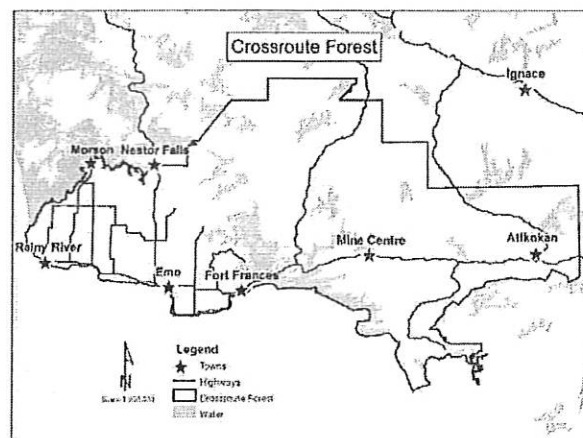 Crossroute Forest
Ignace
Morson
Nestor Falls
Rainy River
Mine Centre
Atikokan
Emo
Fort Frances
N
Legend
Towns
Highways
Crossroute Forest
Water